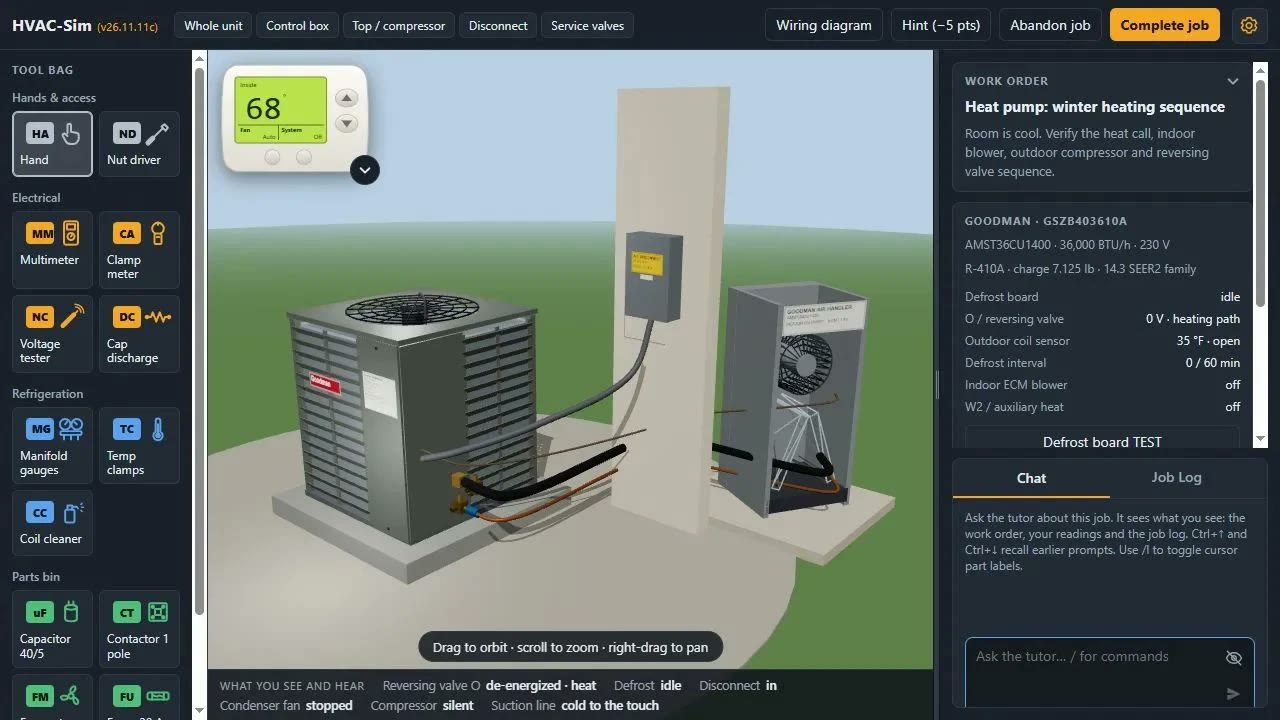 HVAC-Sim (v26.11.11c)
Whole unit
Control box
Top / compressor
Disconnect
Service valves
Wiring diagram
Hint (−5 pts)
Abandon job
Complete job
TOOL BAG
Hands & access
HA
Hand
ND
Nut driver
Electrical
MM
Multimeter
CA
Clamp
meter
NC
Voltage
tester
DC
Cap
discharge
Refrigeration
MG
Manifold
gauges
TC
Temp
clamps
CC
Coil cleaner
Parts bin
uF
Capacitor
40/5
CT
Contactor 1
pole
FM
FU
Inside
68°
Fan
Auto
System
Off
Goodman
GOODMAN AIR HANDLER
Drag to orbit · scroll to zoom · right-drag to pan
WHAT YOU SEE AND HEAR
Reversing valve O de-energized · heat
Defrost idle
Disconnect in
Condenser fan stopped
Compressor silent
Suction line cold to the touch
WORK ORDER
Heat pump: winter heating sequence
Room is cool. Verify the heat call, indoor
blower, outdoor compressor and reversing
valve sequence.
GOODMAN · GSZB403610A
AMST36CU1400 · 36,000 BTU/h · 230 V
R-410A · charge 7.125 lb · 14.3 SEER2 family
Defrost board idle
O / reversing valve 0 V · heating path
Outdoor coil sensor 35 °F · open
Defrost interval 0 / 60 min
Indoor ECM blower off
W2 / auxiliary heat off
Defrost board TEST
Chat
Job Log
Ask the tutor about this job. It sees what you see: the
work order, your readings and the job log. Ctrl+↑ and
Ctrl+↓ recall earlier prompts. Use /l to toggle cursor
part labels.
Ask the tutor... / for commands